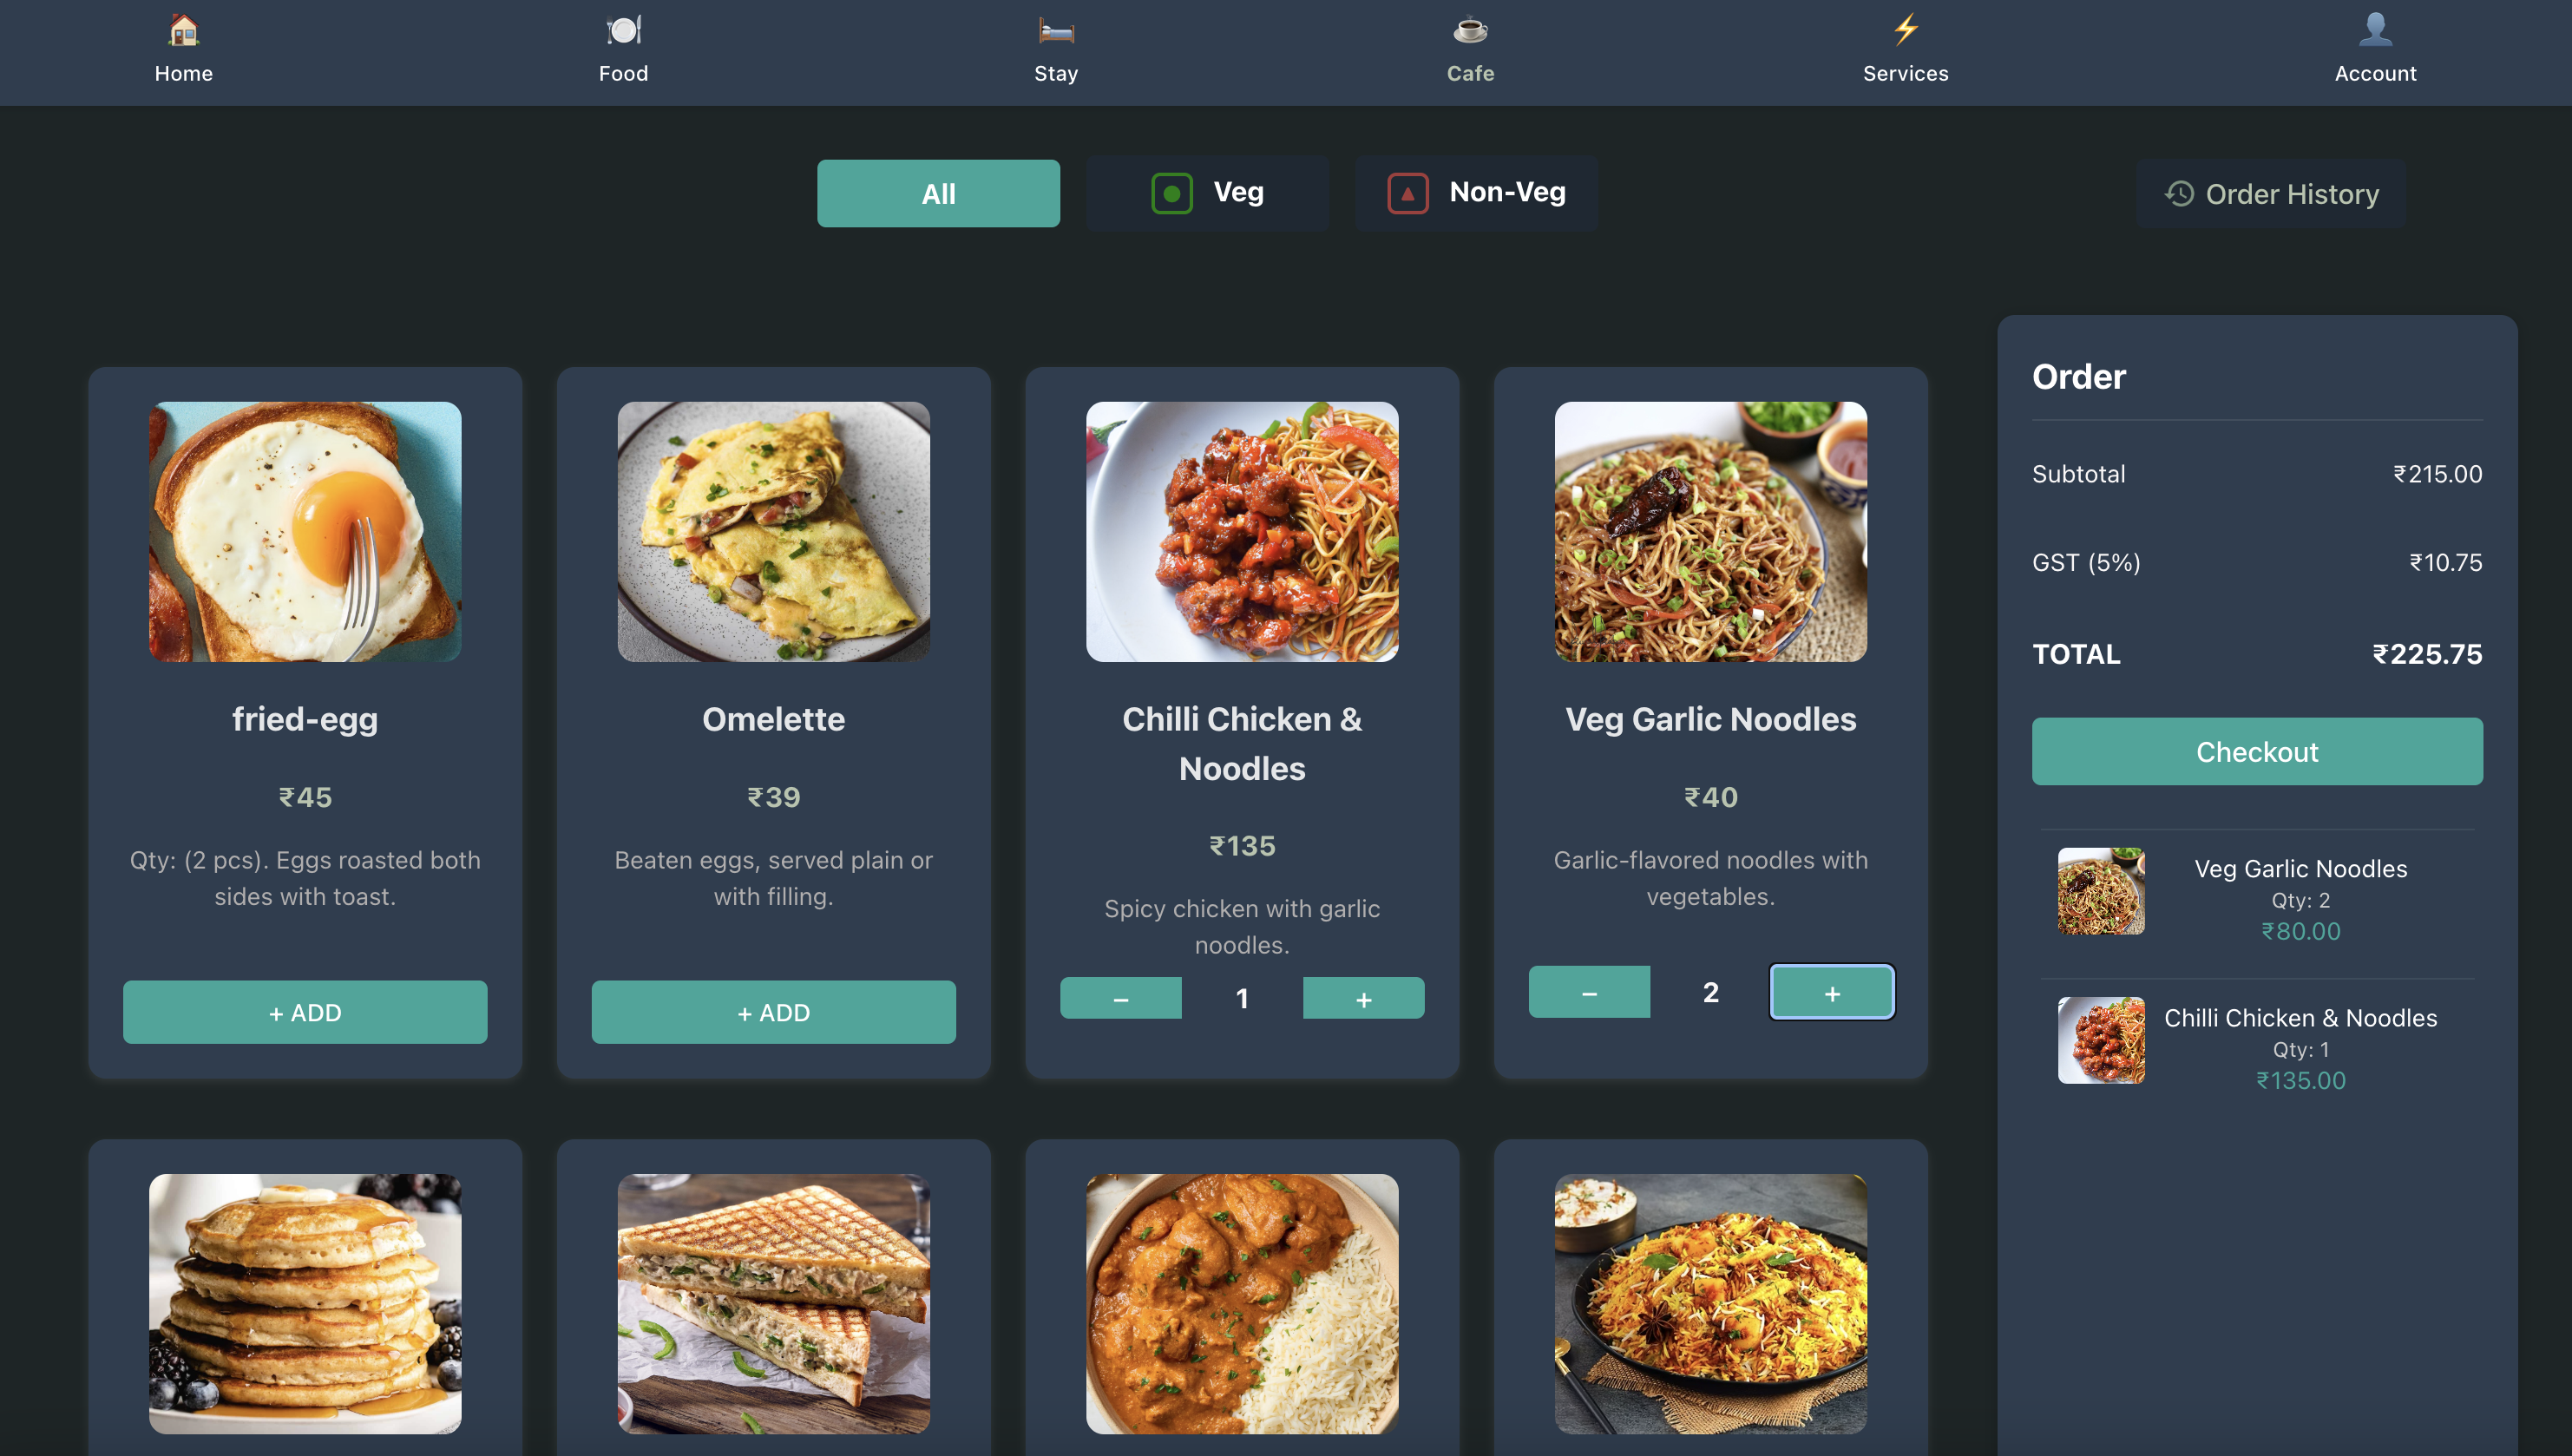 Home
Food
Stay
Cafe
Services
Account
All
Veg
Non-Veg
Order History
fried-egg
₹45
Qty: (2 pcs). Eggs roasted both
sides with toast.
+ ADD
Omelette
₹39
Beaten eggs, served plain or
with filling.
+ ADD
Chilli Chicken &
Noodles
₹135
Spicy chicken with garlic
noodles.
− 1 +
Veg Garlic Noodles
₹40
Garlic-flavored noodles with
vegetables.
− 2 +
Order
Subtotal ₹215.00
GST (5%) ₹10.75
TOTAL ₹225.75
Checkout
Veg Garlic Noodles
Qty: 2
₹80.00
Chilli Chicken & Noodles
Qty: 1
₹135.00